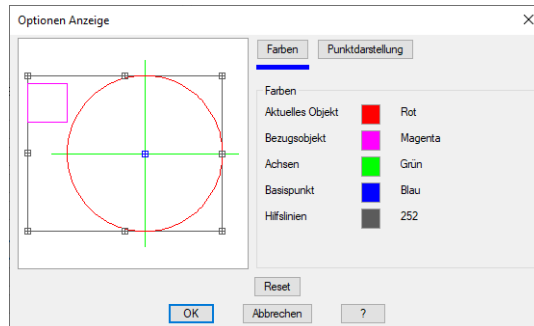 Optionen Anzeige
Farben Punktdarstellung
Farben
Aktuelles Objekt Rot
Bezugsobjekt Magenta
Achsen Grün
Basispunkt Blau
Hilfslinien 252
Reset
OK Abbrechen ?